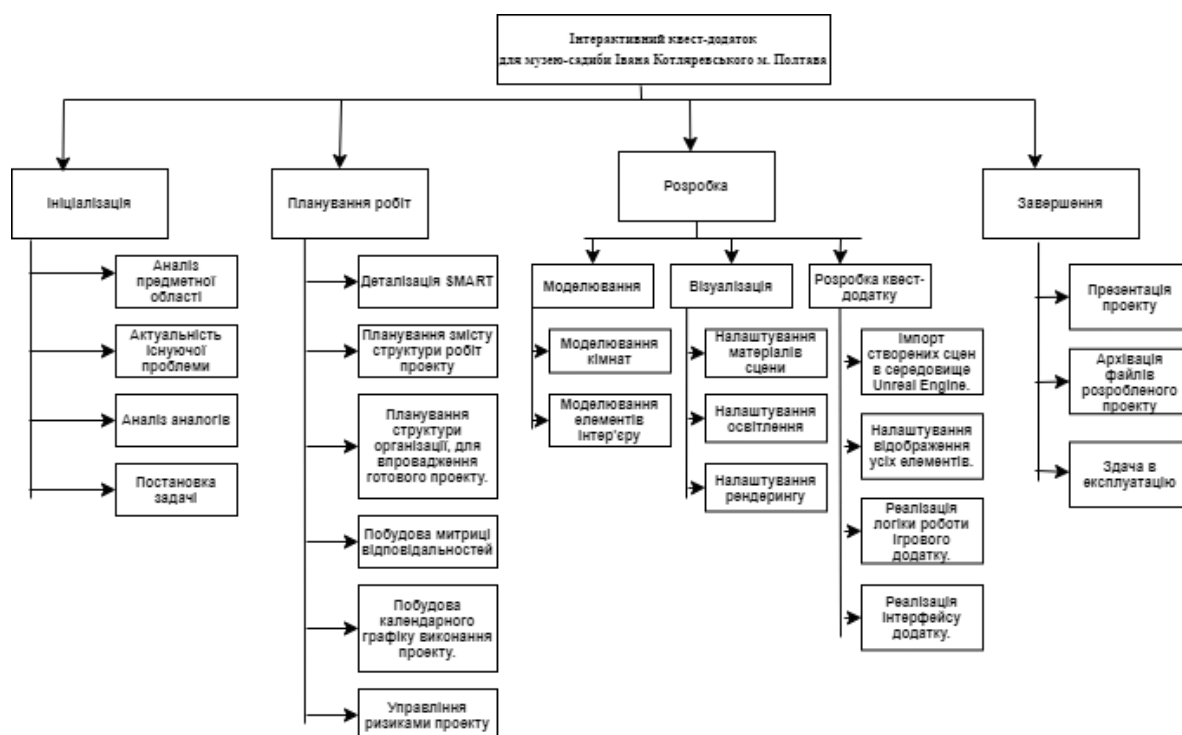 Інтерактивний квест-додаток
для музею-садиби Івана Котляревського м. Полтава
Ініціалізація
Аналіз
предметної
області
Актуальність
існуючої
проблеми
Аналіз аналогів
Постановка
задачі
Планування робіт
Деталізація SMART
Планування змісту
структури робіт
проекту
Планування
структури
організації, для
впровадження
готового проекту.
Побудова митриці
відповідальностей
Побудова
календарного
графіку виконання
проекту.
Управління
ризиками проекту
Розробка
Моделювання
Моделювання
кімнат
Моделювання
елементів
інтер'єру
Візуалізація
Налаштування
матеріалів
сцени
Налаштування
освітлення
Налаштування
рендерингу
Розробка квест-
додатку
Імпорт
створених сцен
в середовище
Unreal Engine.
Налаштування
відображення
усіх елементів.
Реалізація
логіки роботи
ігрового
додатку.
Реалізація
інтерфейсу
додатку.
Завершення
Презентація
проекту
Архівація
файлів
розробленого
проекту
Здача в
експлуатацію